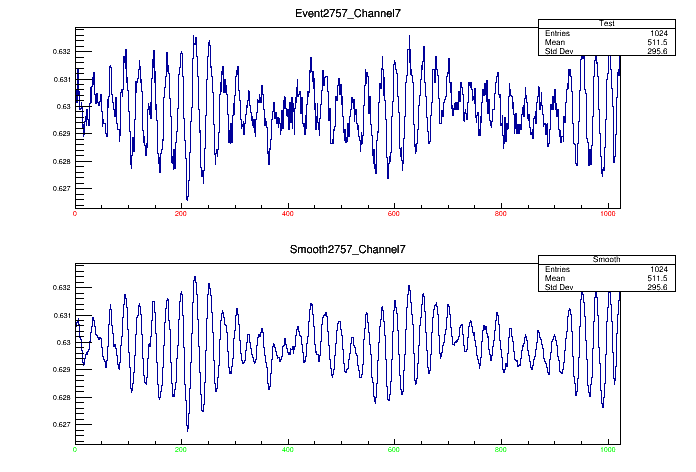 Event2757_Channel7
Test
Entries 1024
Mean 511.5
Std Dev 295.6
0.632
0.631
0.63
0.629
0.628
0.627
0 200 400 600 800 1000
Smooth2757_Channel7
Smooth
Entries 1024
Mean 511.5
Std Dev 295.6
0.632
0.631
0.63
0.629
0.628
0.627
0 200 400 600 800 1000